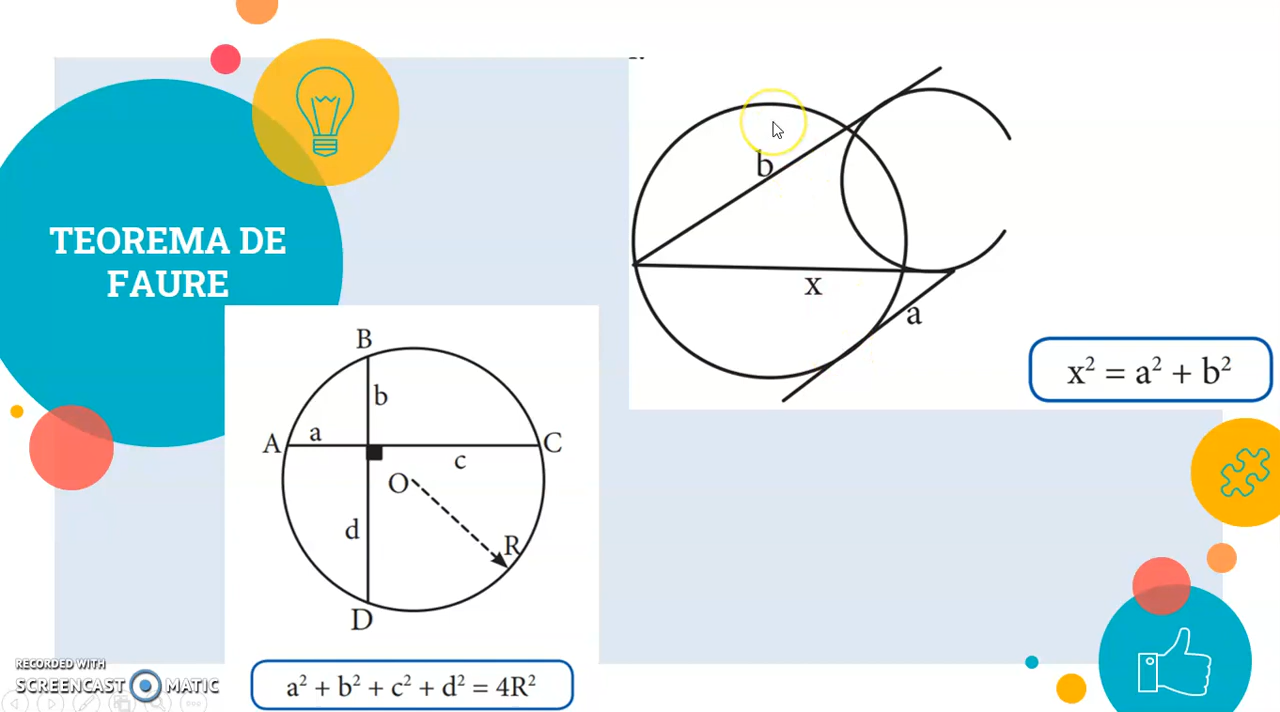 TEOREMA DE
FAURE
b
x
a
x² = a² + b²
B
b
A
a
C
c
O
d
R
D
a² + b² + c² + d² = 4R²
RECORDED WITH
SCREENCAST MATIC